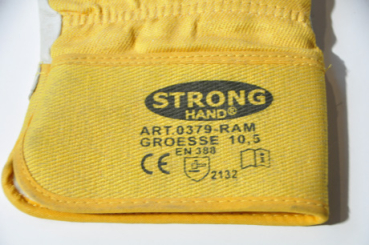 STRONG
HAND®
ART.0379-RAM
GROESSE 10,5
EN 388
CE
2132